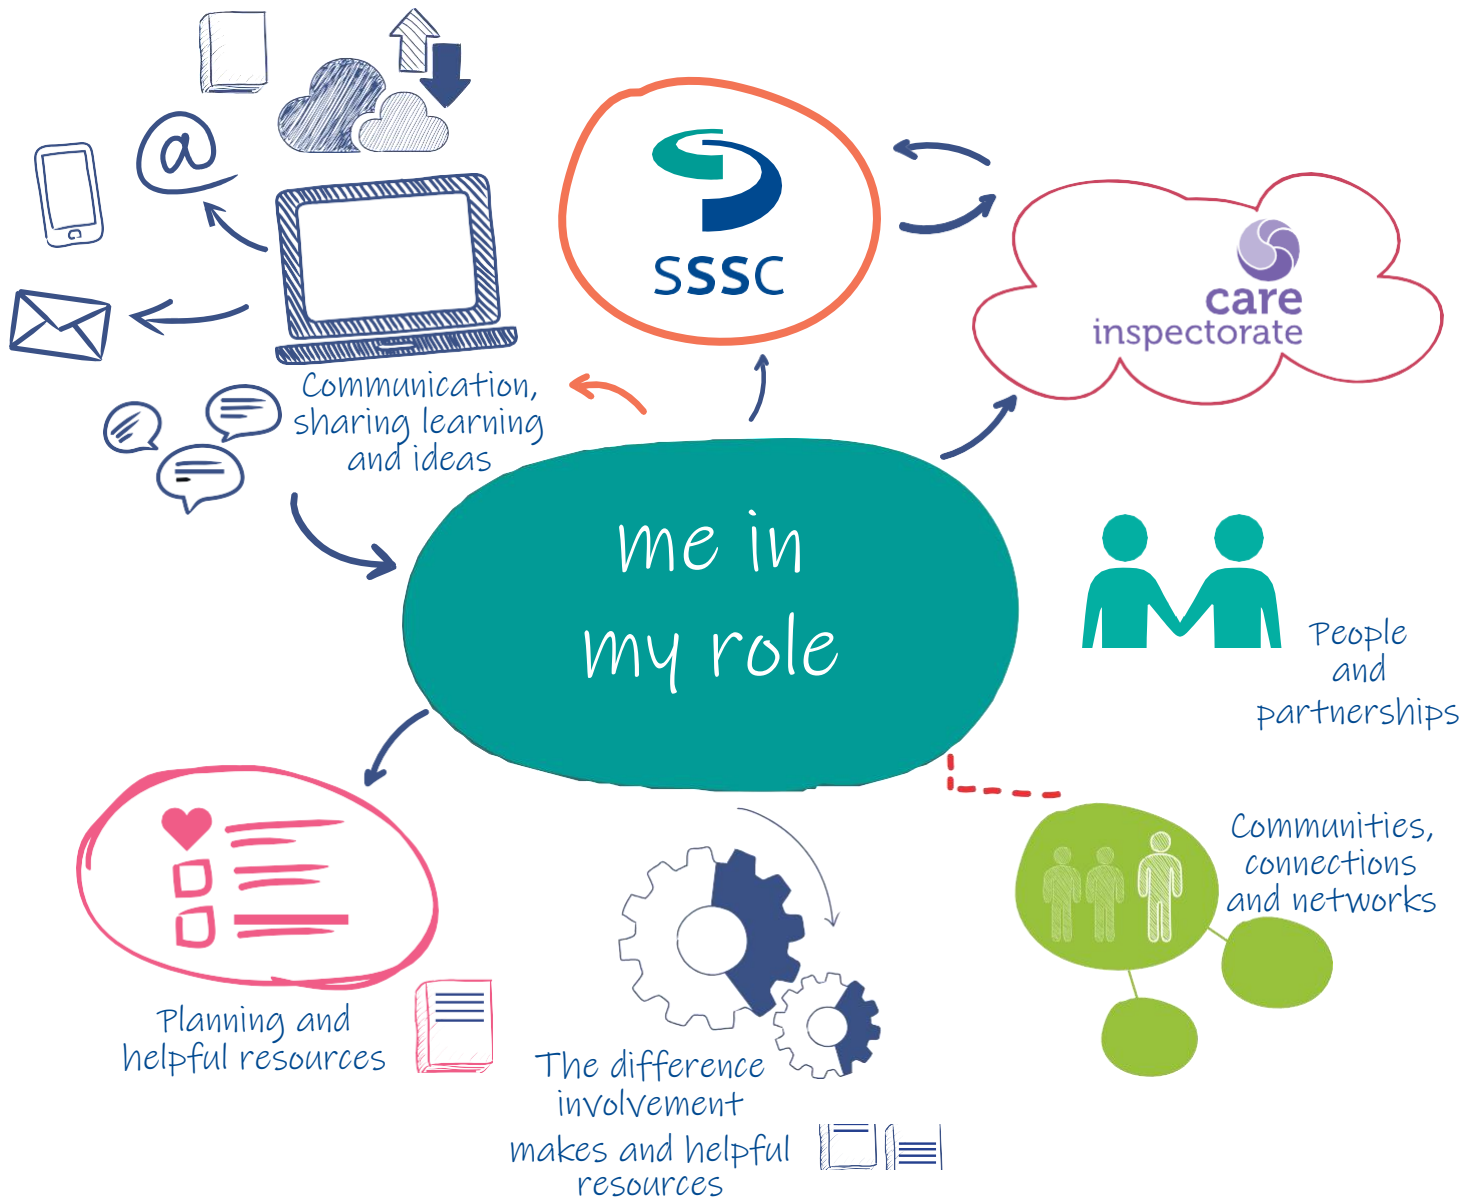 @
SSSC
care
inspectorate
Communication,
sharing learning
and ideas
me in
my role
People
and
partnerships
Communities,
connections
and networks
Planning and
helpful resources
The difference
involvement
makes and helpful
resources